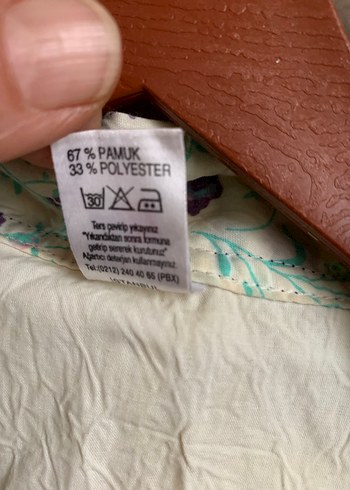 67 % PAMUK
33 % POLYESTER
30°
Ters çevirip yıkayınız
"Yıkandıktan sonra formuna
getirip sererek kurutunuz"
Ağartıcı deterjan kullanmayınız
Tel:(0212) 240 40 65 (PBX)